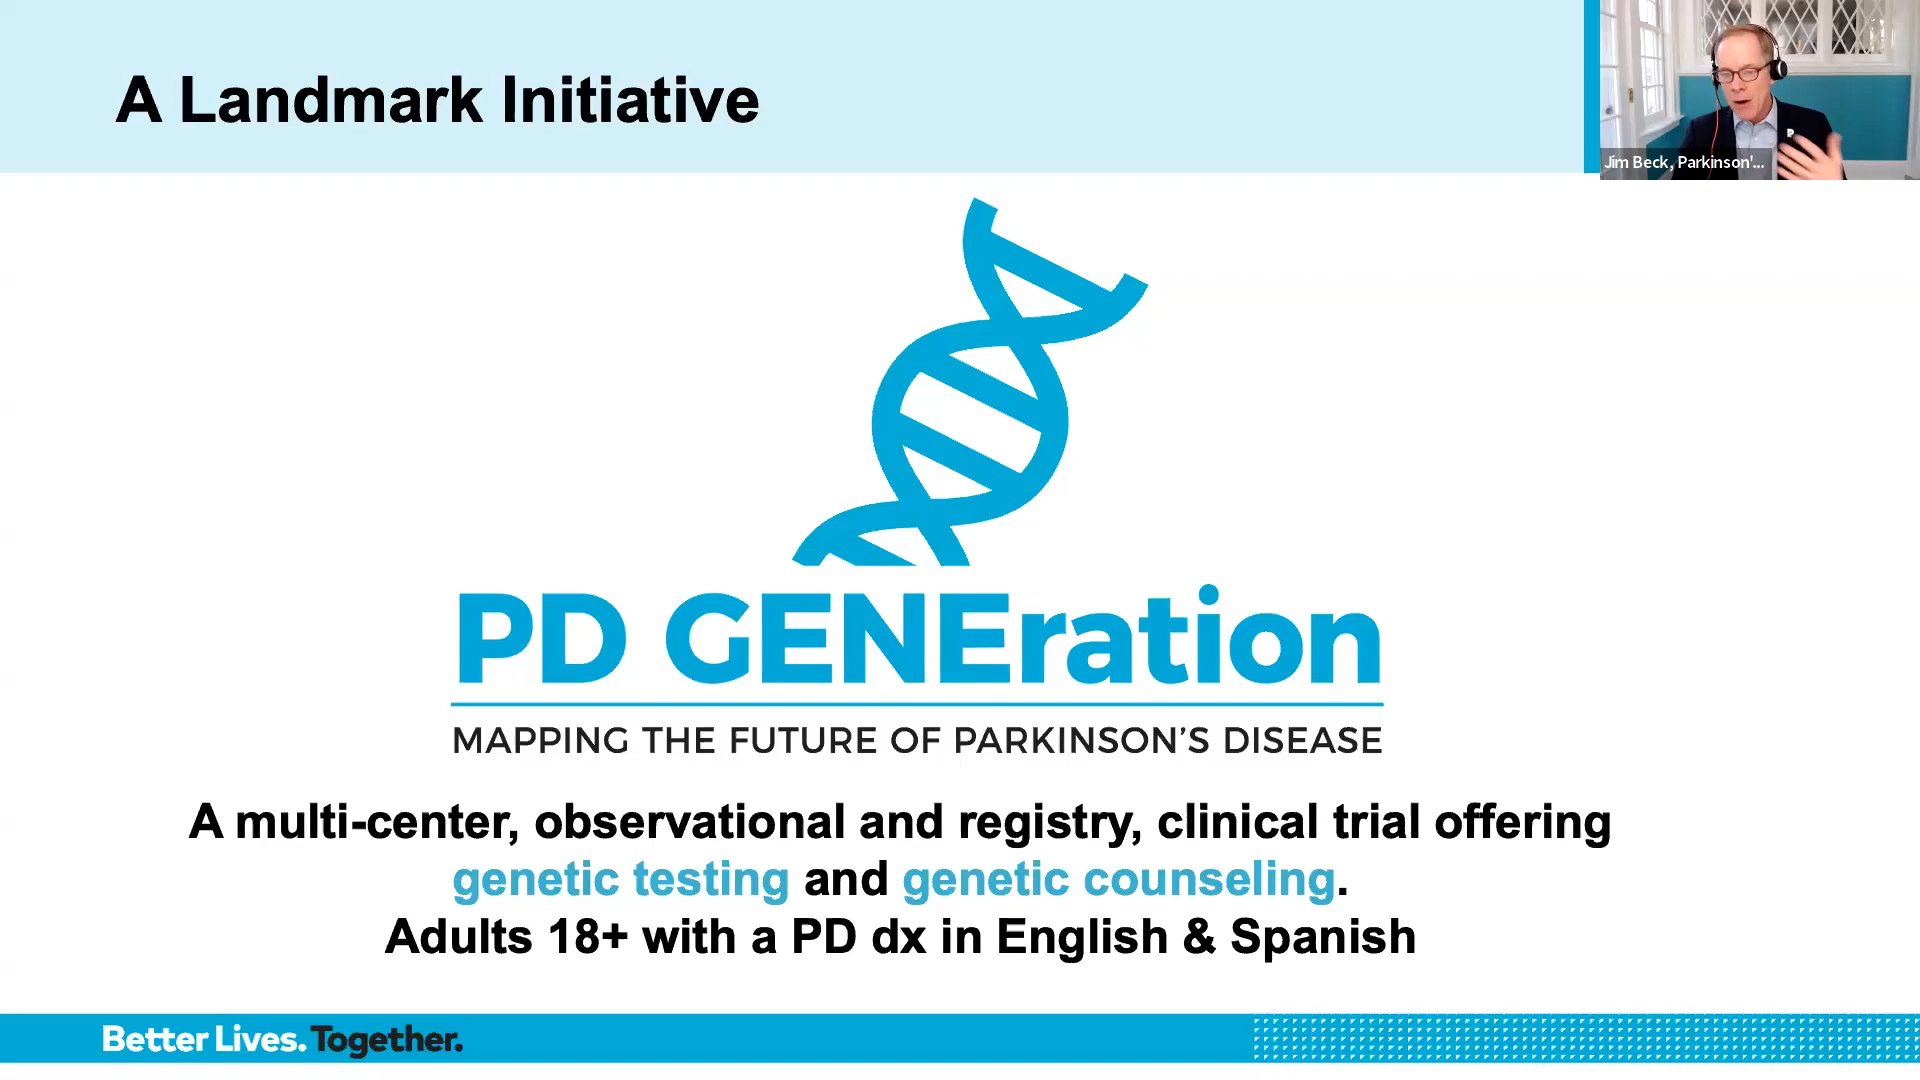 A Landmark Initiative
Jim Beck, Parkinson'...
PD GENEration
MAPPING THE FUTURE OF PARKINSON'S DISEASE
A multi-center, observational and registry, clinical trial offering
genetic testing and genetic counseling.
Adults 18+ with a PD dx in English & Spanish
Better Lives. Together.